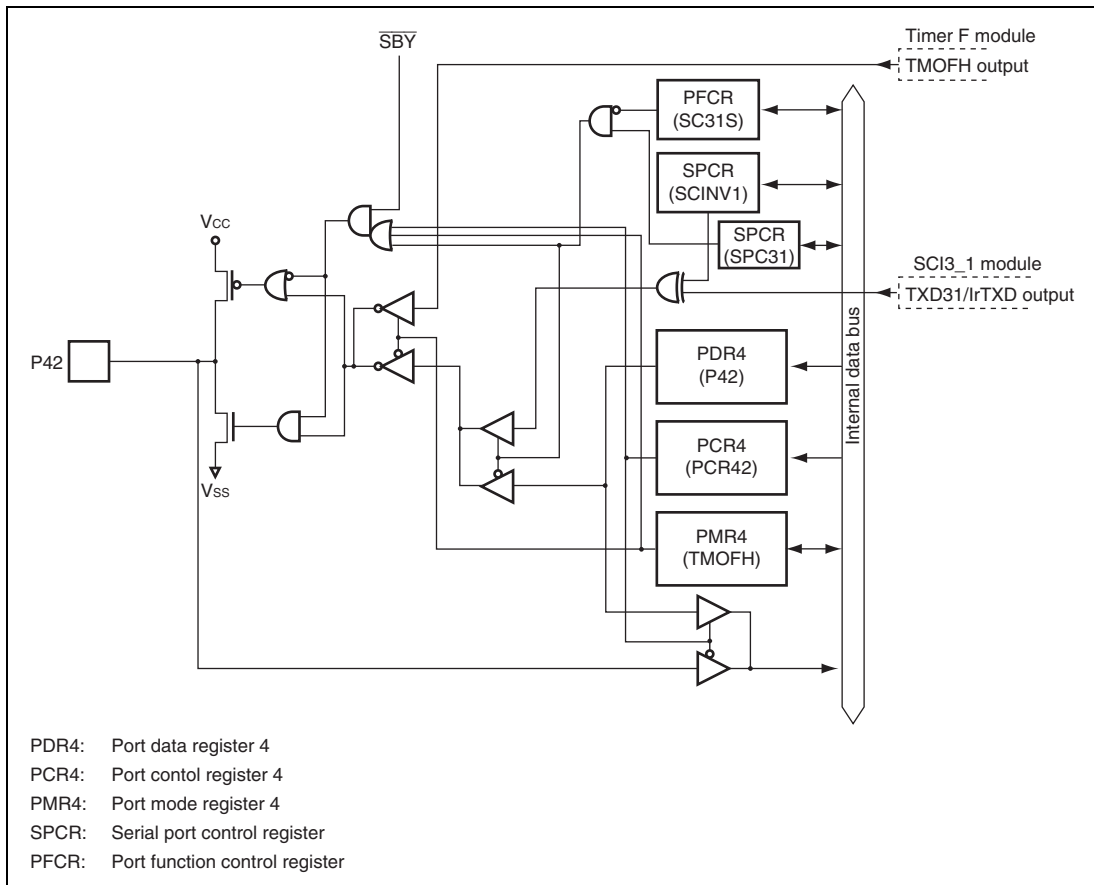 SBY
Timer F module
TMOFH output
PFCR
(SC31S)
SPCR
(SCINV1)
SPCR
(SPC31)
SCI3_1 module
TXD31/IrTXD output
VCC
P42
VSS
PDR4
(P42)
PCR4
(PCR42)
PMR4
(TMOFH)
Internal data bus
PDR4: Port data register 4
PCR4: Port contol register 4
PMR4: Port mode register 4
SPCR: Serial port control register
PFCR: Port function control register